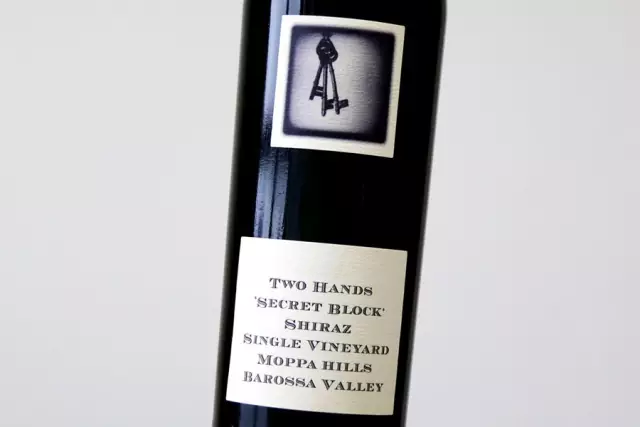 TWO HANDS
'SECRET BLOCK'
SHIRAZ
SINGLE VINEYARD
MOPPA HILLS
BAROSSA VALLEY